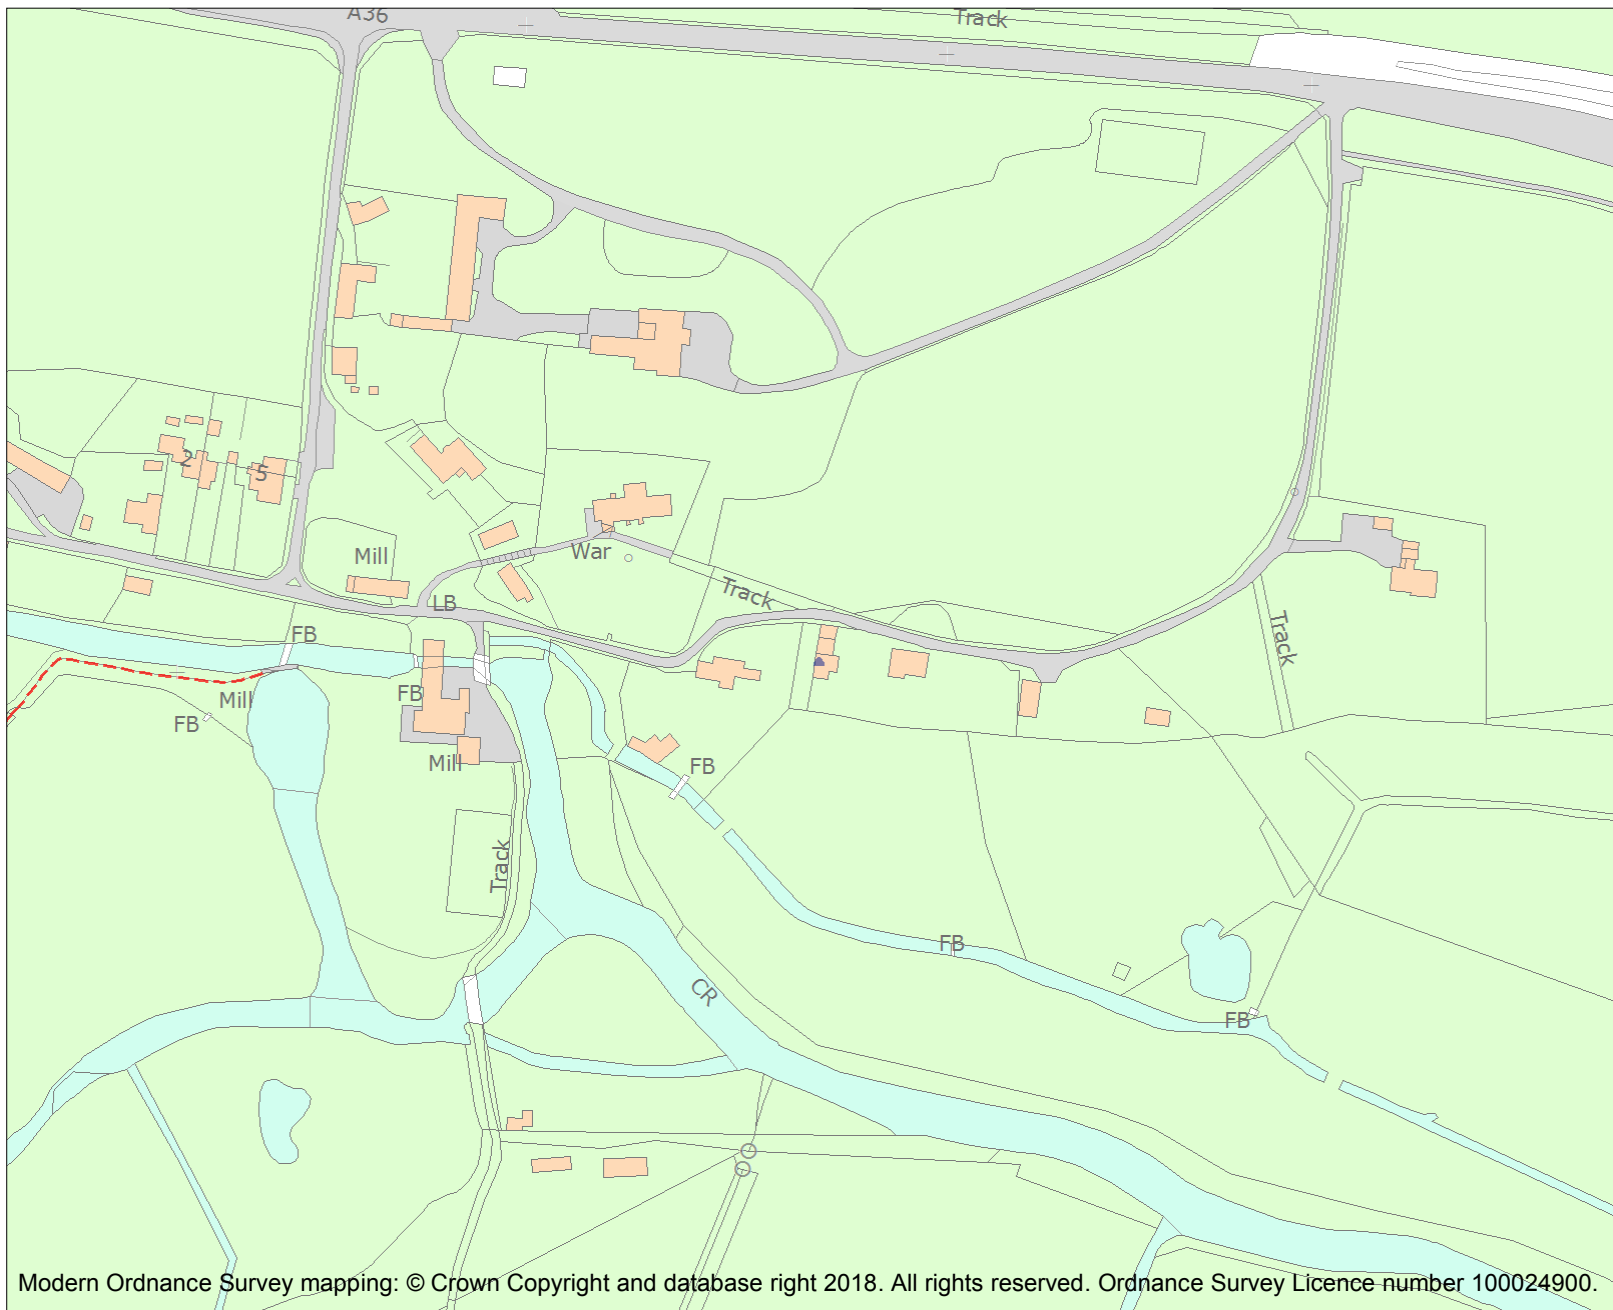 A36
Track
2
5
Mill
War
LB
Track
FB
Track
Mill
FB
FB
Mill
FB
Track
FB
CR
FB
Modern Ordnance Survey mapping: © Crown Copyright and database right 2018. All rights reserved. Ordnance Survey Licence number 100024900.